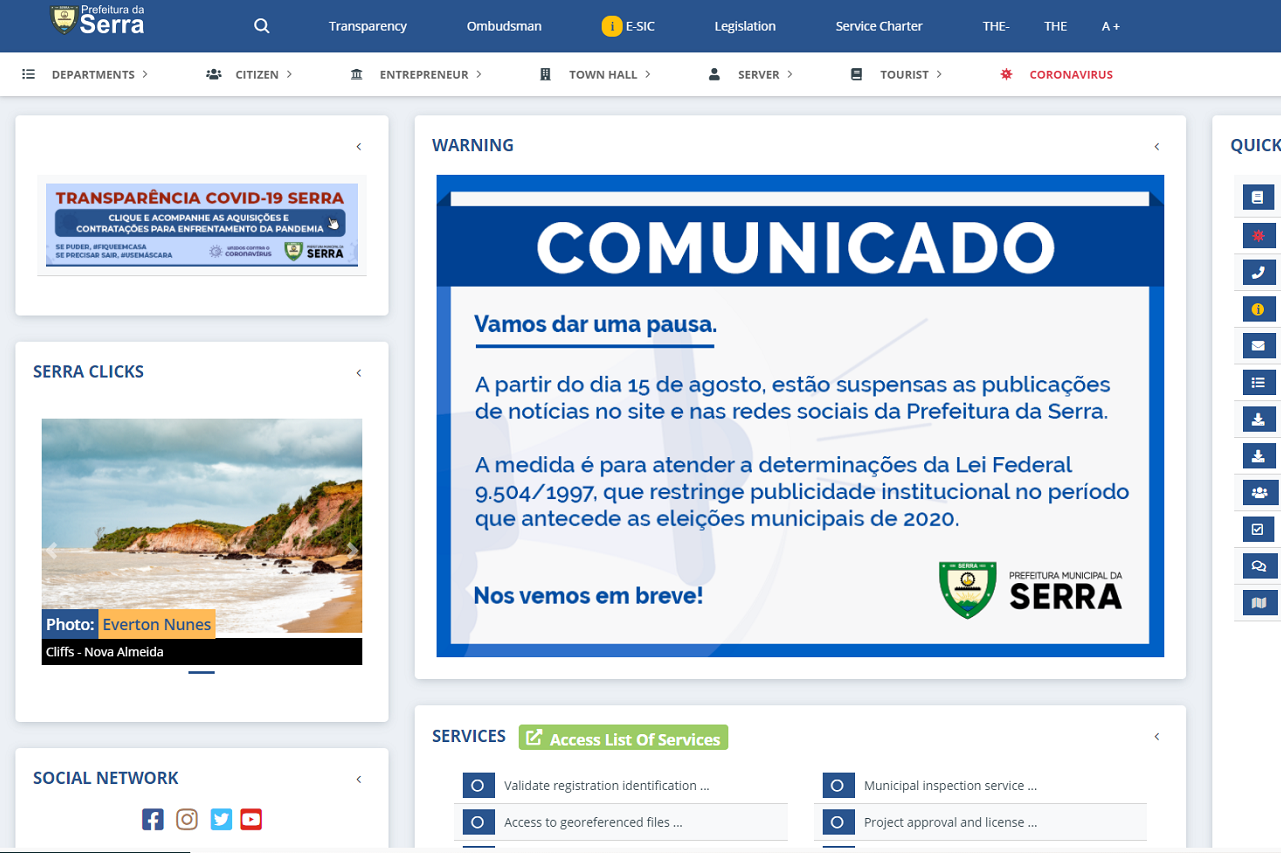 Prefeitura da
Serra
Transparency
Ombudsman
i E-SIC
Legislation
Service Charter
THE-
THE
A +
DEPARTMENTS
CITIZEN
ENTREPRENEUR
TOWN HALL
SERVER
TOURIST
CORONAVIRUS
TRANSPARÊNCIA COVID-19 SERRA
CLIQUE E ACOMPANHE AS AQUISIÇÕES E
CONTRATAÇÕES PARA ENFRENTAMENTO DA PANDEMIA
SE PUDER, #FIQUEEMCASA
SE PRECISAR SAIR, #USEMÁSCARA
UNIDOS CONTRA O
CORONAVÍRUS
PREFEITURA MUNICIPAL DA
SERRA
SERRA CLICKS
Photo: Everton Nunes
Cliffs - Nova Almeida
SOCIAL NETWORK
WARNING
COMUNICADO
Vamos dar uma pausa.
A partir do dia 15 de agosto, estão suspensas as publicações
de notícias no site e nas redes sociais da Prefeitura da Serra.
A medida é para atender a determinações da Lei Federal
9.504/1997, que restringe publicidade institucional no período
que antecede as eleições municipais de 2020.
Nos vemos em breve!
SERRA
PREFEITURA MUNICIPAL DA
SERRA
SERVICES
Access List Of Services
Validate registration identification ...
Municipal inspection service ...
Access to georeferenced files ...
Project approval and license ...
QUICK